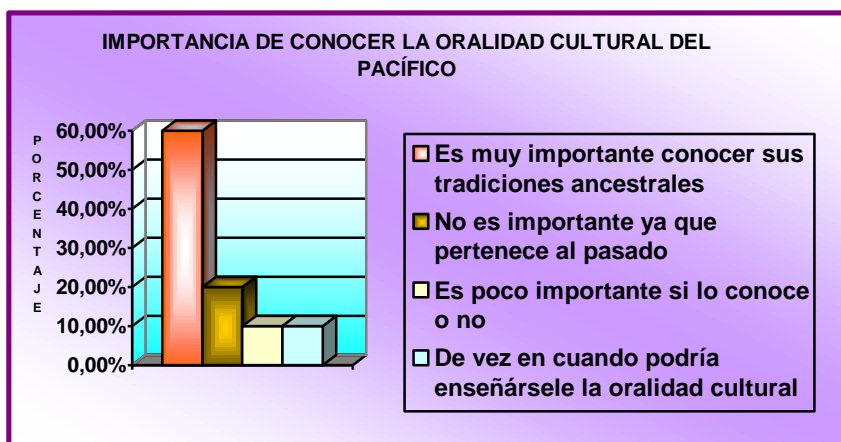 IMPORTANCIA DE CONOCER LA ORALIDAD CULTURAL DEL
PACÍFICO
PORCENTAJE
60,00%
50,00%
40,00%
30,00%
20,00%
10,00%
0,00%
Es muy importante conocer sus
tradiciones ancestrales
No es importante ya que
pertenece al pasado
Es poco importante si lo conoce
o no
De vez en cuando podría
enseñársele la oralidad cultural